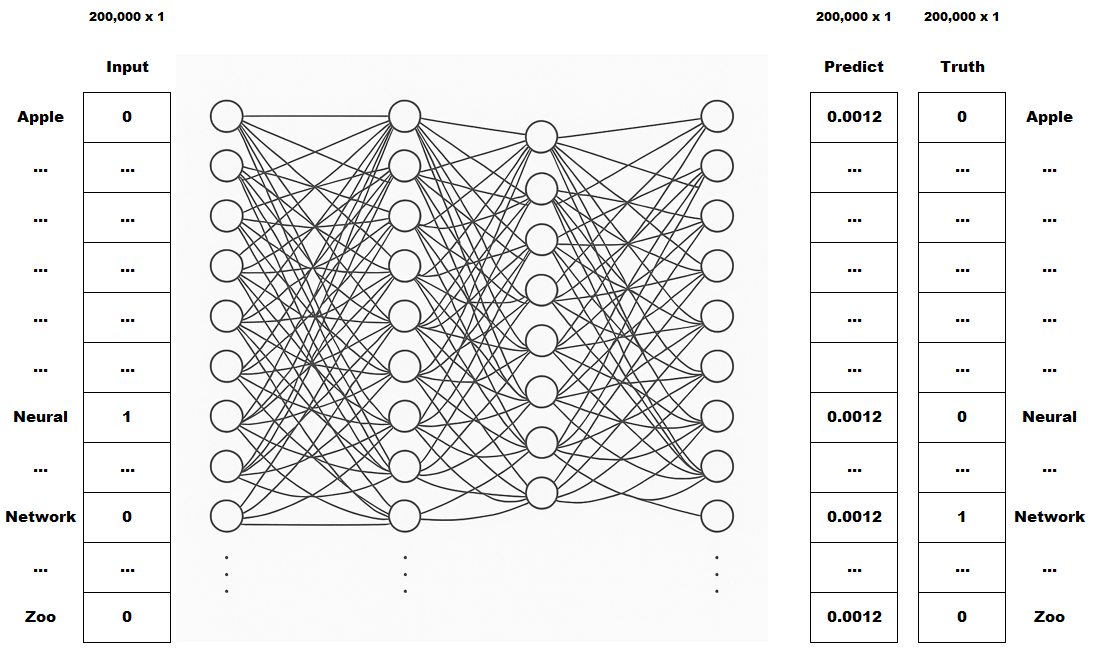 200,000 x 1 200,000 x 1 200,000 x 1
Input Predict Truth
Apple 0 0.0012 0 Apple
... ... ... ... ...
... ... ... ... ...
... ... ... ... ...
... ... ... ... ...
... ... ... ... ...
Neural 1 0.0012 0 Neural
... ... ... ... ...
Network 0 0.0012 1 Network
... ... ... ... ...
Zoo 0 0.0012 0 Zoo